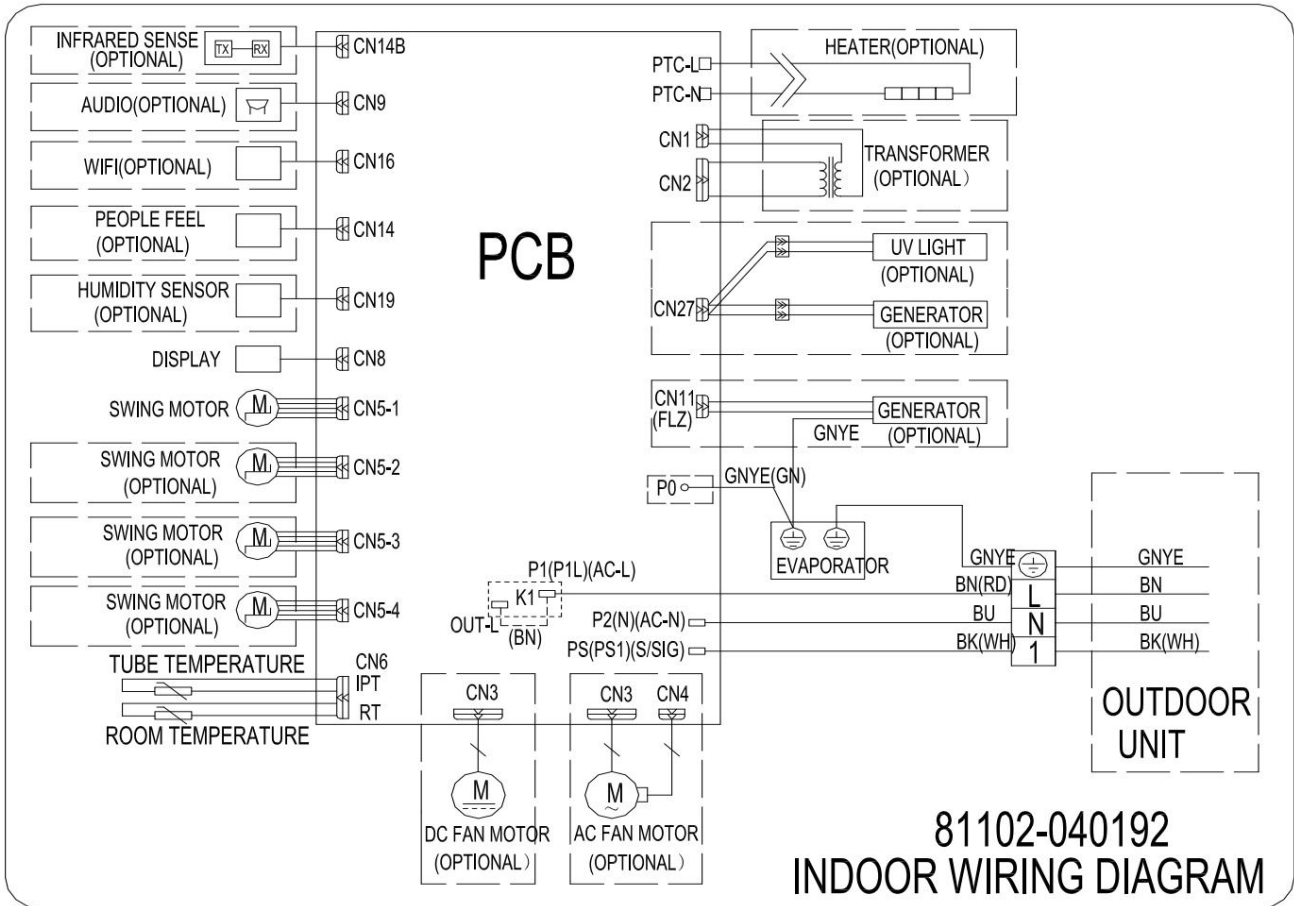 INFRARED SENSE
(OPTIONAL)
TX
RX
CN14B
AUDIO(OPTIONAL)
CN9
WIFI(OPTIONAL)
CN16
PEOPLE FEEL
(OPTIONAL)
CN14
HUMIDITY SENSOR
(OPTIONAL)
CN19
DISPLAY
CN8
SWING MOTOR
M
CN5-1
SWING MOTOR
(OPTIONAL)
M
CN5-2
SWING MOTOR
(OPTIONAL)
M
CN5-3
SWING MOTOR
(OPTIONAL)
M
CN5-4
TUBE TEMPERATURE
CN6
IPT
RT
ROOM TEMPERATURE
PCB
PTC-L
PTC-N
HEATER(OPTIONAL)
CN1
CN2
TRANSFORMER
(OPTIONAL)
CN27
UV LIGHT
(OPTIONAL)
GENERATOR
(OPTIONAL)
CN11
(FLZ)
GENERATOR
(OPTIONAL)
GNYE
P0
GNYE(GN)
EVAPORATOR
P1(P1L)(AC-L)
K1
OUT-L
(BN)
P2(N)(AC-N)
PS(PS1)(S/SIG)
GNYE
BN(RD)
BU
BK(WH)
L
N
1
GNYE
BN
BU
BK(WH)
OUTDOOR
UNIT
CN3
M
DC FAN MOTOR
(OPTIONAL)
CN3
CN4
M
~
AC FAN MOTOR
(OPTIONAL)
81102-040192
INDOOR WIRING DIAGRAM